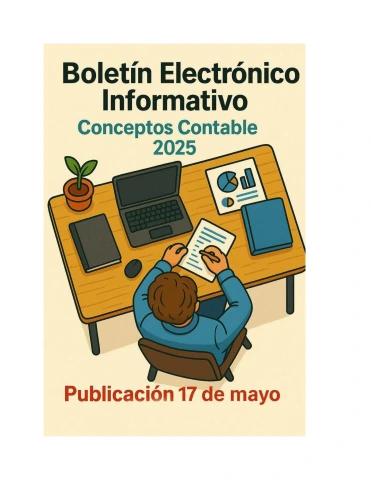 Boletín Electrónico
Informativo
Conceptos Contable
2025
Publicación 17 de mayo